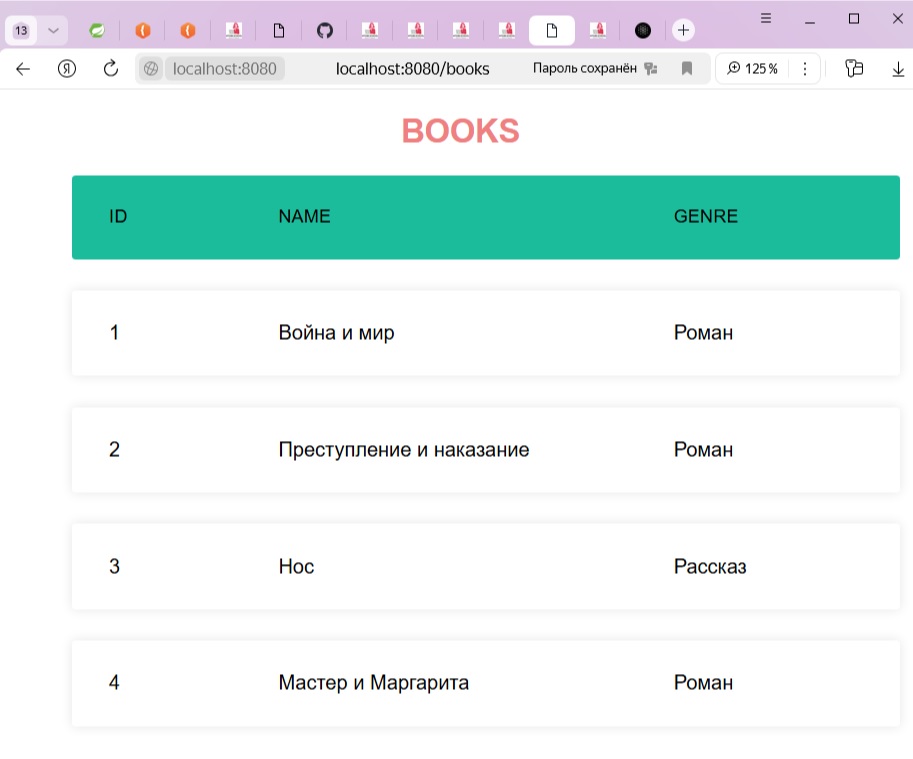 13
Я localhost:8080 localhost:8080/books Пароль сохранён 125 %
BOOKS
ID NAME GENRE
1 Война и мир Роман
2 Преступление и наказание Роман
3 Нос Рассказ
4 Мастер и Маргарита Роман